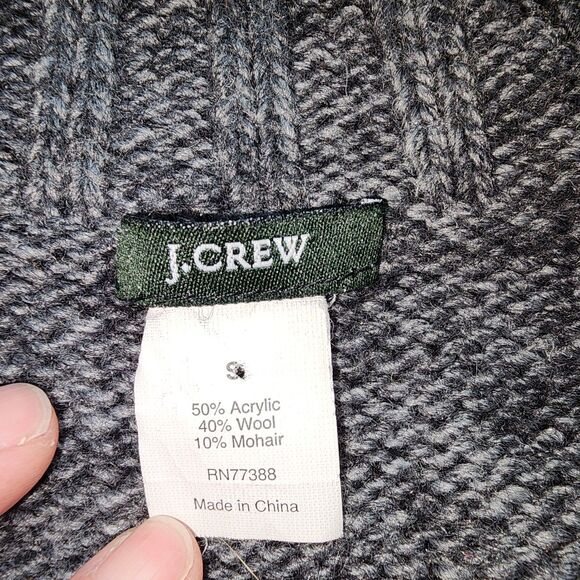 J.CREW
S
50% Acrylic
40% Wool
10% Mohair
RN77388
Made in China